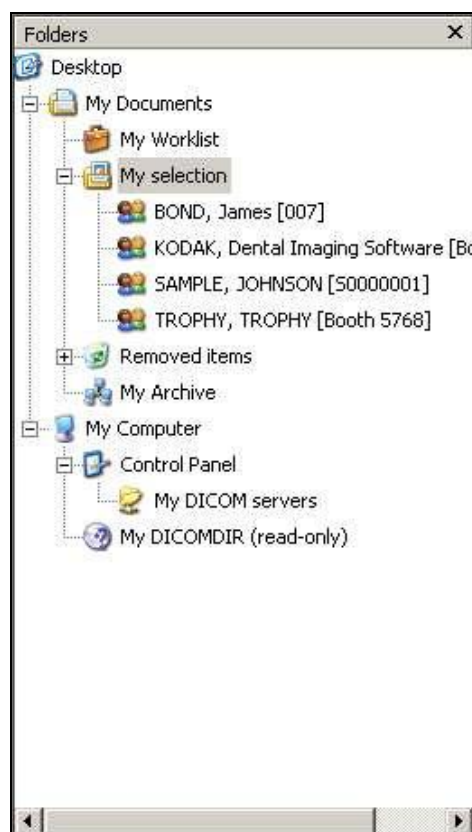 Folders
Desktop
My Documents
My Worklist
My selection
BOND, James [007]
KODAK, Dental Imaging Software [Bo
SAMPLE, JOHNSON [S0000001]
TROPHY, TROPHY [Booth 5768]
Removed items
My Archive
My Computer
Control Panel
My DICOM servers
My DICOMDIR (read-only)